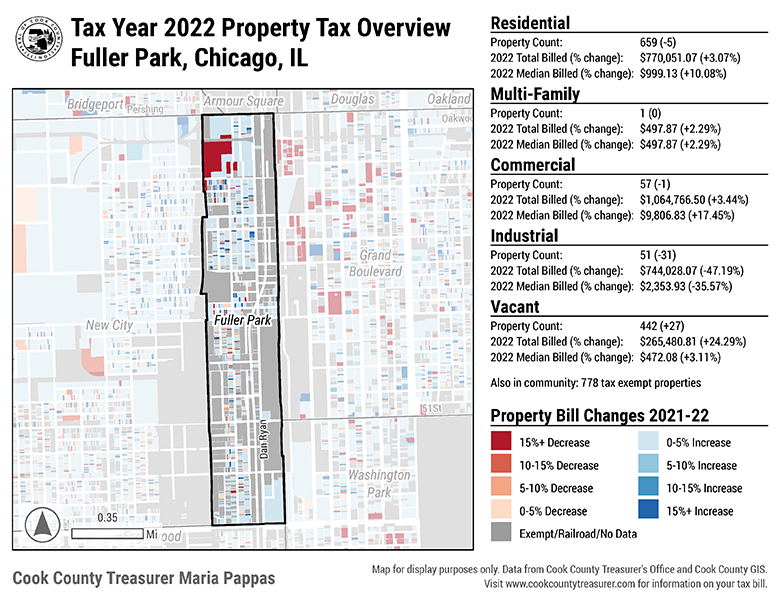 Tax Year 2022 Property Tax Overview
Fuller Park, Chicago, IL
Bridgeport
Pershing
Armour Square
Douglas
Oakland
Oakwo
Grand
Boulevard
New City
Fuller Park
51St
Dan Ryan
Washington
Park
0.35
Mi
ood
Residential
Property Count: 659 (-5)
2022 Total Billed (% change): $770,051.07 (+3.07%)
2022 Median Billed (% change): $999.13 (+10.08%)
Multi-Family
Property Count: 1 (0)
2022 Total Billed (% change): $497.87 (+2.29%)
2022 Median Billed (% change): $497.87 (+2.29%)
Commercial
Property Count: 57 (-1)
2022 Total Billed (% change): $1,064,766.50 (+3.44%)
2022 Median Billed (% change): $9,806.83 (+17.45%)
Industrial
Property Count: 51 (-31)
2022 Total Billed (% change): $744,028.07 (-47.19%)
2022 Median Billed (% change): $2,353.93 (-35.57%)
Vacant
Property Count: 442 (+27)
2022 Total Billed (% change): $265,480.81 (+24.29%)
2022 Median Billed (% change): $472.08 (+3.11%)
Also in community: 778 tax exempt properties
Property Bill Changes 2021-22
15%+ Decrease
10-15% Decrease
5-10% Decrease
0-5% Decrease
Exempt/Railroad/No Data
0-5% Increase
5-10% Increase
10-15% Increase
15%+ Increase
Cook County Treasurer Maria Pappas
Map for display purposes only. Data from Cook County Treasurer's Office and Cook County GIS.
Visit www.cookcountytreasurer.com for information on your tax bill.